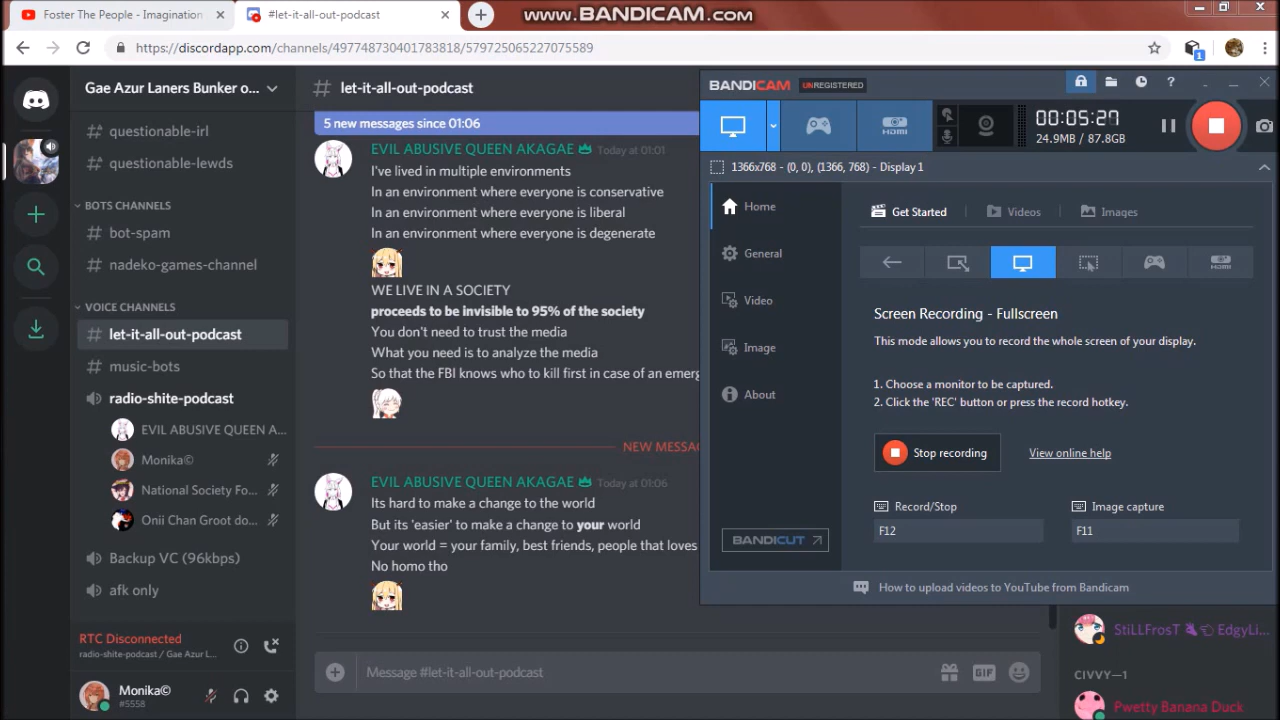 Foster The People - Imagination
#let-it-all-out-podcast
www.BANDICAM.com
https://discordapp.com/channels/497748730401783818/579725065227075589
1
Gae Azur Laners Bunker o...
questionable-irl
questionable-lewds
BOTS CHANNELS
bot-spam
nadeko-games-channel
VOICE CHANNELS
let-it-all-out-podcast
music-bots
radio-shite-podcast
EVIL ABUSIVE QUEEN A...
Monika©
National Society Fo...
Onii Chan Groot do...
Backup VC (96kbps)
afk only
RTC Disconnected
radio-shite-podcast / Gae Azur L...
Monika©
#5558
# let-it-all-out-podcast
5 new messages since 01:06
EVIL ABUSIVE QUEEN AKAGAE Today at 01:01
I've lived in multiple environments
In an environment where everyone is conservative
In an environment where everyone is liberal
In an environment where everyone is degenerate
WE LIVE IN A SOCIETY
proceeds to be invisible to 95% of the society
You don't need to trust the media
What you need is to analyze the media
So that the FBI knows who to kill first in case of an emerg
NEW MESSA
EVIL ABUSIVE QUEEN AKAGAE Today at 01:06
Its hard to make a change to the world
But its 'easier' to make a change to your world
Your world = your family, best friends, people that loves
No homo tho
Message #let-it-all-out-podcast
GIF
BANDICAM UNREGISTERED
HDMI
00:05:27
24.9MB / 87.8GB
1366x768 - (0, 0), (1366, 768) - Display 1
Home
General
Video
Image
About
BANDICUT
Get Started
Videos
Images
HDMI
Screen Recording - Fullscreen
This mode allows you to record the whole screen of your display.
1. Choose a monitor to be captured.
2. Click the 'REC' button or press the record hotkey.
Stop recording
View online help
Record/Stop
F12
Image capture
F11
How to upload videos to YouTube from Bandicam
StiLLFrosT EdgyLi...
CIVVY—1
Pwetty Banana Duck